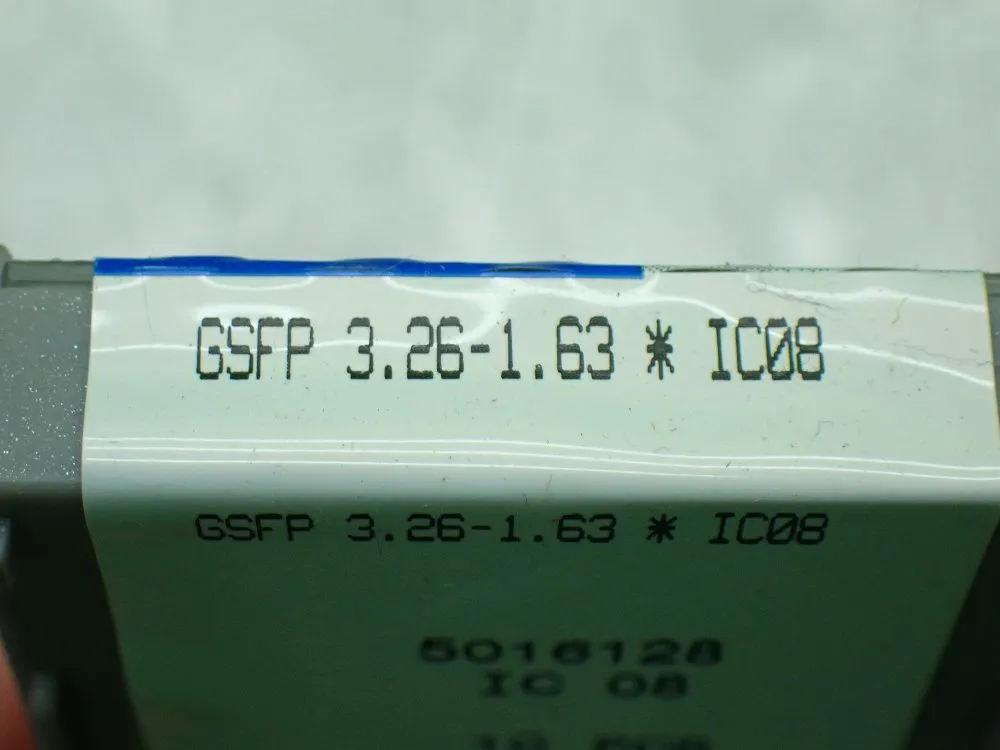 GSFP 3.26-1.63 * IC08
GSFP 3.26-1.63 * IC08
5016128
IC 08